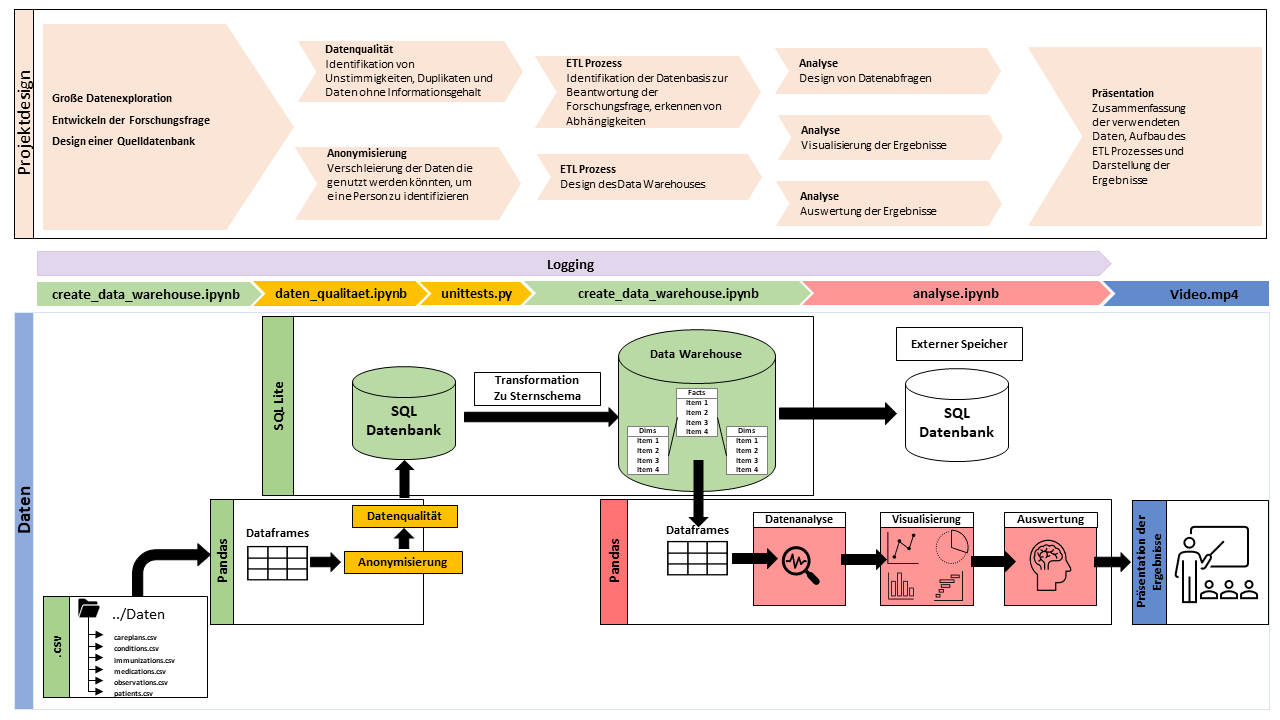 Projektdesign
Große Datenexploration
Entwickeln der Forschungsfrage
Design einer Quelldatenbank
Datenqualität
Identifikation von
Unstimmigkeiten, Duplikaten und
Daten ohne Informationsgehalt
Anonymisierung
Verschleierung der Daten die
genutzt werden könnten, um
eine Person zu identifizieren
ETL Prozess
Identifikation der Datenbasis zur
Beantwortung der
Forschungsfrage, erkennen von
Abhängigkeiten
ETL Prozess
Design des Data Warehouses
Analyse
Design von Datenabfragen
Analyse
Visualisierung der Ergebnisse
Analyse
Auswertung der Ergebnisse
Präsentation
Zusammenfassung
der verwendeten
Daten, Aufbau des
ETL Prozesses und
Darstellung der
Ergebnisse
Logging
create_data_warehouse.ipynb
daten_qualitaet.ipynb
unittests.py
create_data_warehouse.ipynb
analyse.ipynb
Video.mp4
Daten
SQL Lite
SQL
Datenbank
Transformation
Zu Sternschema
Data Warehouse
Facts
Item 1
Item 2
Item 3
Item 4
Dims
Item 1
Item 2
Item 3
Item 4
Dims
Item 1
Item 2
Item 3
Item 4
Externer Speicher
SQL
Datenbank
Pandas
Dataframes
Datenqualität
Anonymisierung
Pandas
Dataframes
Datenanalyse
Visualisierung
Auswertung
Präsentation der
Ergebnisse
.csv
../Daten
careplans.csv
conditions.csv
immunizations.csv
medications.csv
observations.csv
patients.csv